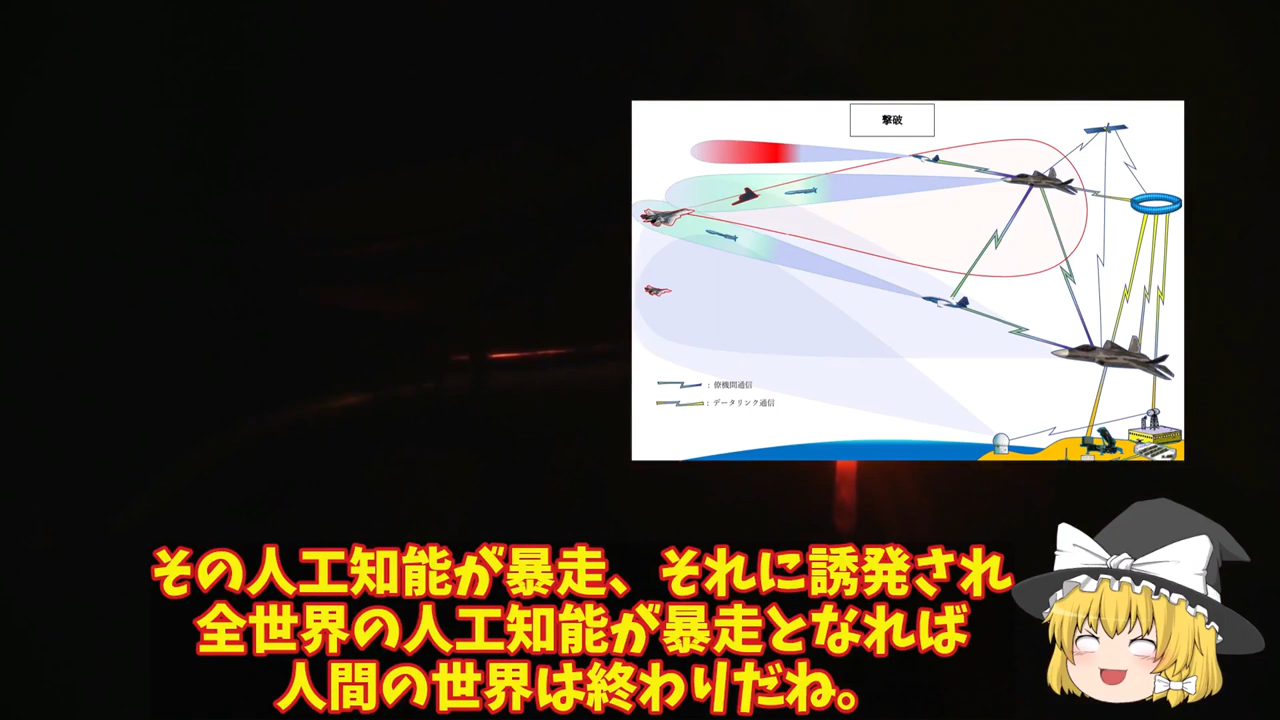 撃破
：僚機間通信
：データリンク通信
その人工知能が暴走、それに誘発され
全世界の人工知能が暴走となれば
人間の世界は終わりだね。